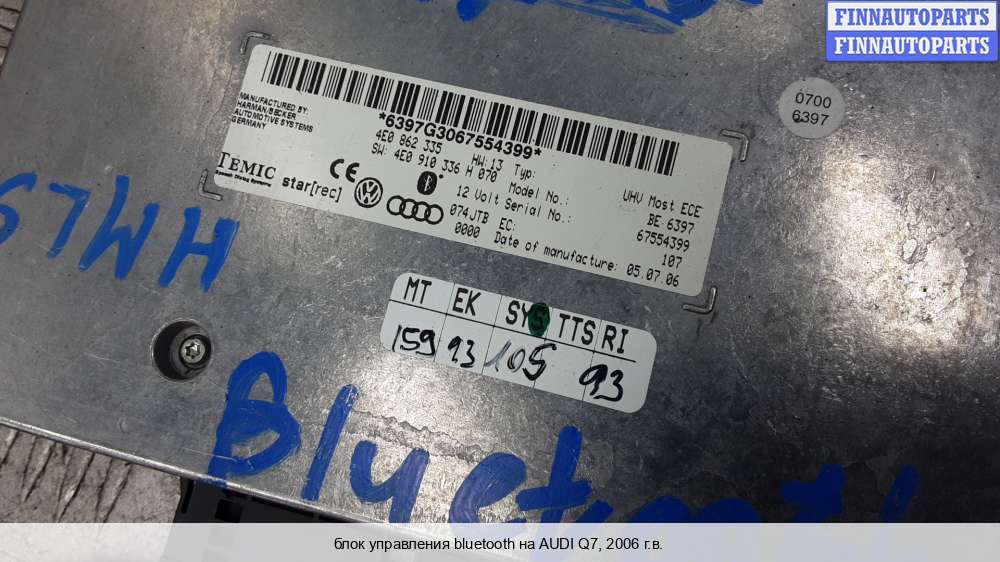 FINNAUTOPARTS
FINNAUTOPARTS
0700
6397
MANUFACTURED BY:
HARMAN/BECKER
AUTOMOTIVE SYSTEMS
GERMANY
*6397G3067554399*
4E0 862 335 HW:13 Typ: UHV Most ECE
SW: 4E0 910 336 H 070 Model No.: BE 6397
12 Volt Serial No.: 67554399
074JTB EC: 107
0000 Date of manufacture: 05.07.06
TEMIC
star[rec]
CE
MT EK SYS TTS RI
159 93 105 93
HMLS
Bluetooth
блок управления bluetooth на AUDI Q7, 2006 г.в.